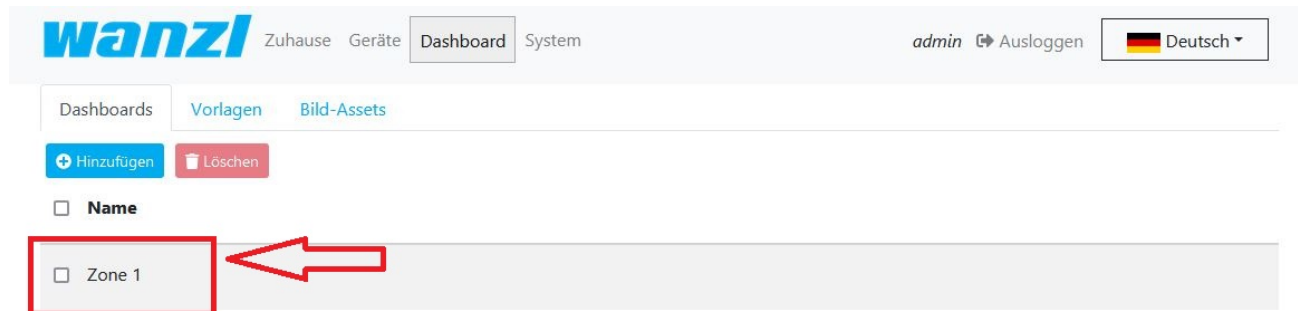 wanzl Zuhause Geräte Dashboard System admin Ausloggen Deutsch
Dashboards Vorlagen Bild-Assets
Hinzufügen Löschen
Name
Zone 1